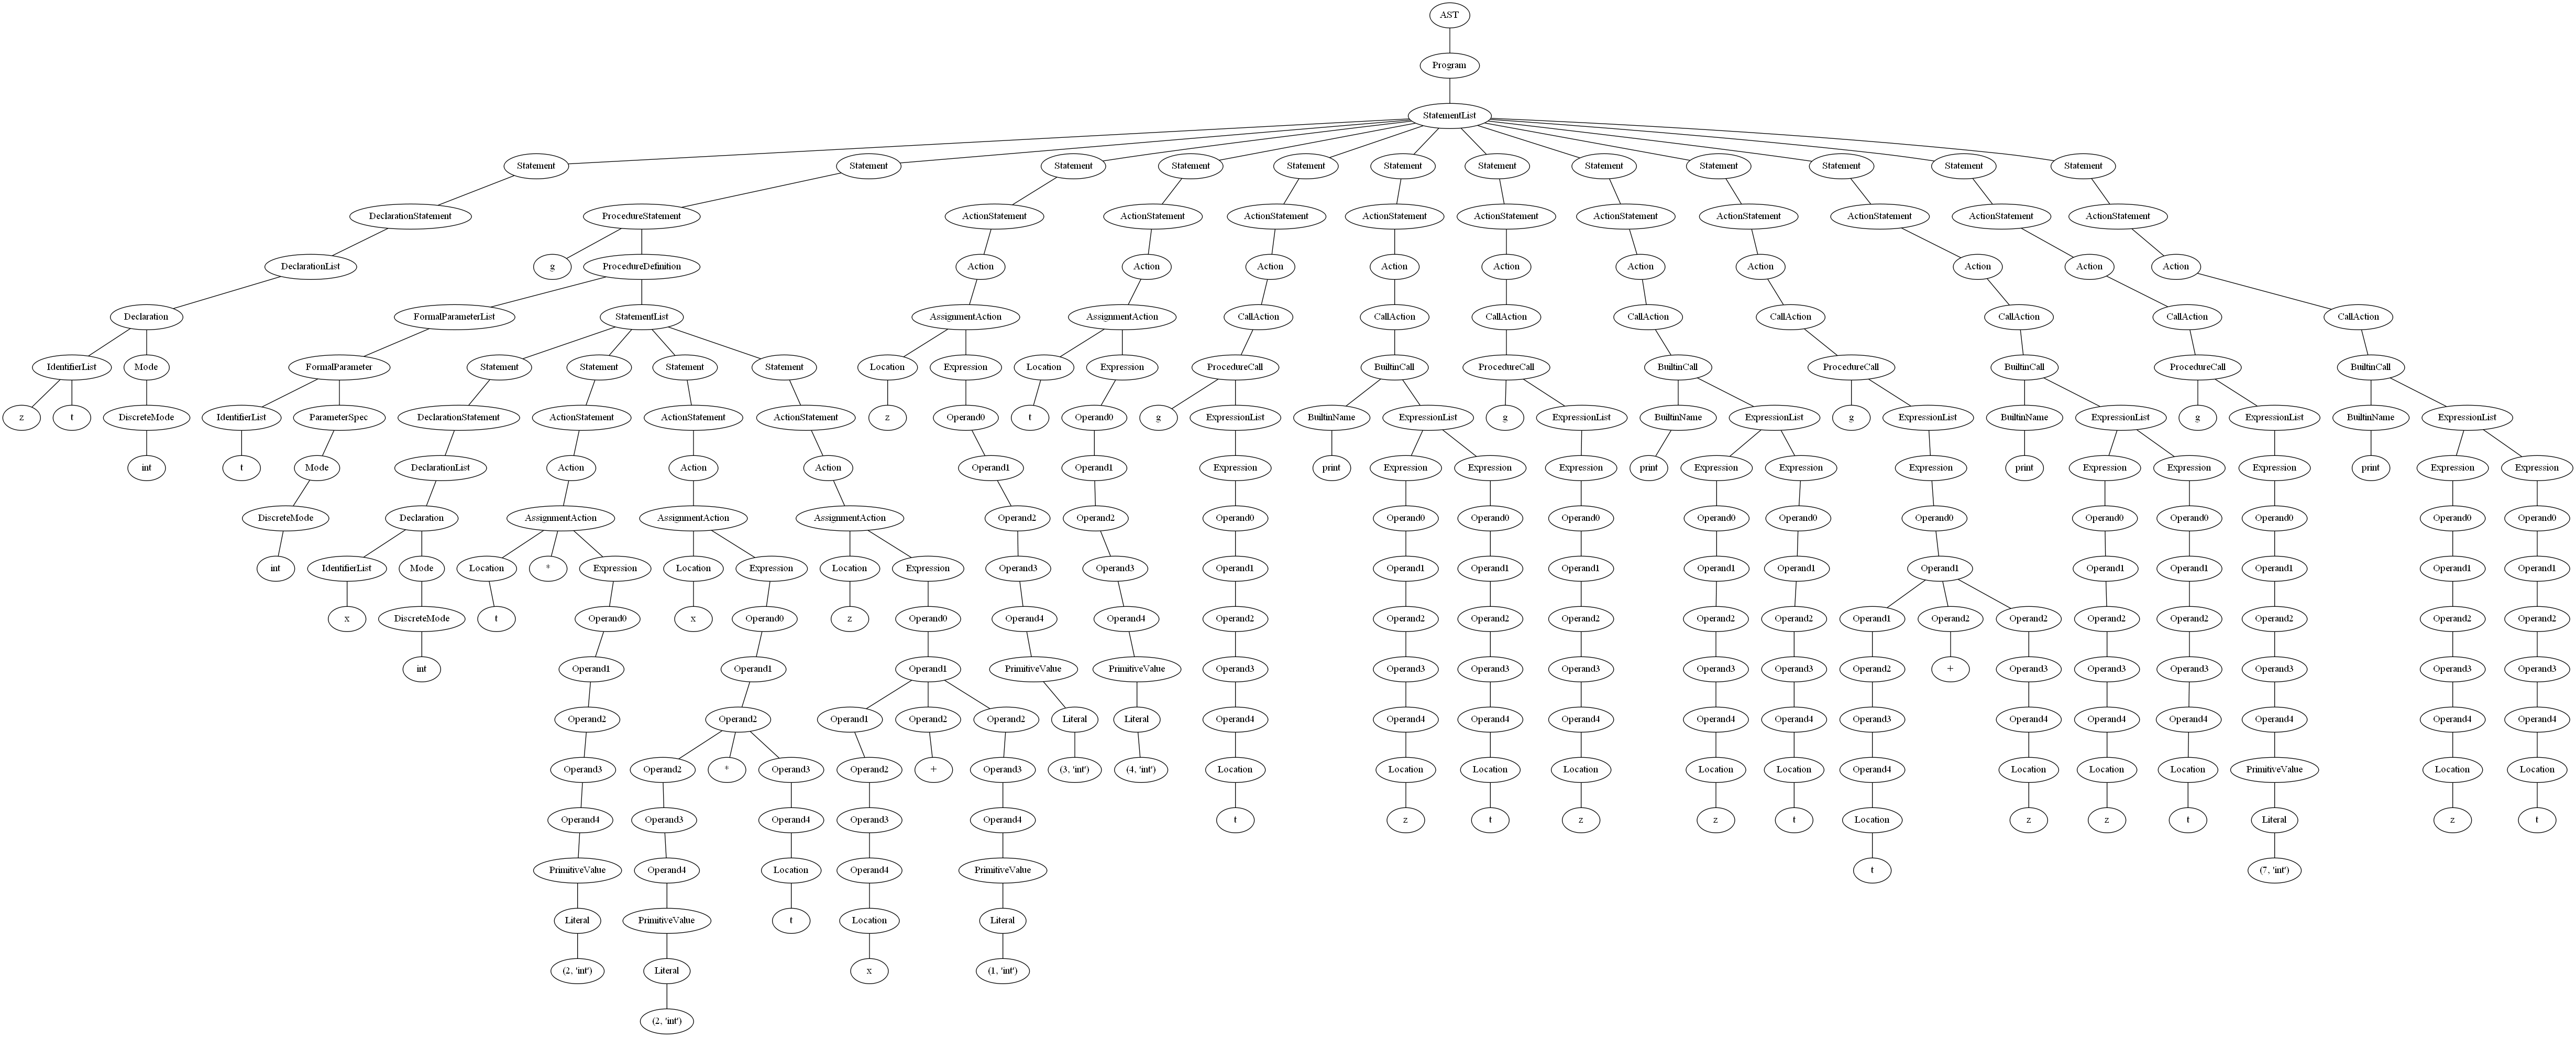 AST
Program
StatementList
Statement Statement Statement Statement Statement Statement Statement Statement Statement Statement Statement Statement
DeclarationStatement ProcedureStatement ActionStatement ActionStatement ActionStatement ActionStatement ActionStatement ActionStatement ActionStatement ActionStatement ActionStatement ActionStatement
DeclarationList g ProcedureDefinition Action Action Action Action Action Action Action Action Action Action
Declaration FormalParameterList StatementList AssignmentAction AssignmentAction CallAction CallAction CallAction CallAction CallAction CallAction CallAction CallAction
IdentifierList Mode FormalParameter Statement Statement Statement Statement Location Expression Location Expression ProcedureCall BuiltinCall ProcedureCall BuiltinCall ProcedureCall BuiltinCall ProcedureCall BuiltinCall
z t DiscreteMode IdentifierList ParameterSpec DeclarationStatement ActionStatement ActionStatement ActionStatement z Operand0 t Operand0 g ExpressionList BuiltinName ExpressionList g ExpressionList BuiltinName ExpressionList g ExpressionList BuiltinName ExpressionList g ExpressionList BuiltinName ExpressionList
int t Mode DeclarationList Action Action Action Operand1 Operand1 Expression print Expression Expression Expression print Expression Expression Expression print Expression Expression Expression print Expression Expression
DiscreteMode Declaration AssignmentAction AssignmentAction AssignmentAction Operand2 Operand2 Operand0 Operand0 Operand0 Operand0 Operand0 Operand0 Operand0 Operand0 Operand0 Operand0 Operand0 Operand0
int IdentifierList Mode Location * Expression Location Expression Location Expression Operand3 Operand3 Operand1 Operand1 Operand1 Operand1 Operand1 Operand1 Operand1 Operand1 Operand1 Operand1 Operand1 Operand1
x DiscreteMode t Operand0 x Operand0 z Operand0 Operand4 Operand4 Operand2 Operand2 Operand2 Operand2 Operand2 Operand2 Operand1 Operand2 Operand2 Operand2 Operand2 Operand2 Operand2 Operand2
int Operand1 Operand1 Operand1 PrimitiveValue PrimitiveValue Operand3 Operand3 Operand3 Operand3 Operand3 Operand3 Operand2 + Operand3 Operand3 Operand3 Operand3 Operand3 Operand3
Operand2 Operand2 Operand1 Operand2 Operand2 Literal Literal Operand4 Operand4 Operand4 Operand4 Operand4 Operand4 Operand3 Operand4 Operand4 Operand4 Operand4 Operand4 Operand4
Operand3 Operand2 * Operand3 Operand2 + Operand3 (3, 'int') (4, 'int') Location Location Location Location Location Location Operand4 Location Location Location PrimitiveValue Location Location
Operand4 Operand3 Operand4 Operand3 Operand4 t z t z z t Location z z t Literal z t
PrimitiveValue Operand4 Location Operand4 PrimitiveValue t (7, 'int')
Literal PrimitiveValue t Location Literal
(2, 'int') Literal x (1, 'int')
(2, 'int')